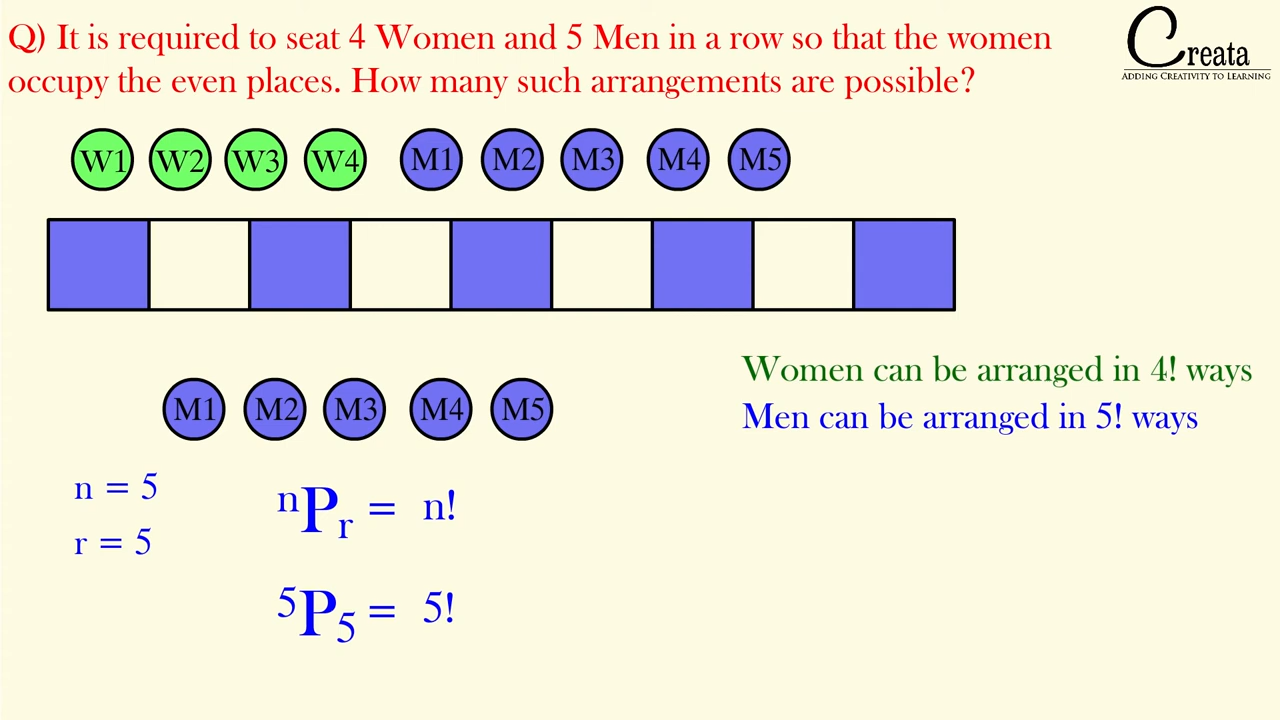 Q) It is required to seat 4 Women and 5 Men in a row so that the women
occupy the even places. How many such arrangements are possible?
Creata
ADDING CREATIVITY TO LEARNING
W1 W2 W3 W4 M1 M2 M3 M4 M5
Women can be arranged in 4! ways
Men can be arranged in 5! ways
M1 M2 M3 M4 M5
n = 5
r = 5
ⁿPᵣ = n!
⁵P₅ = 5!